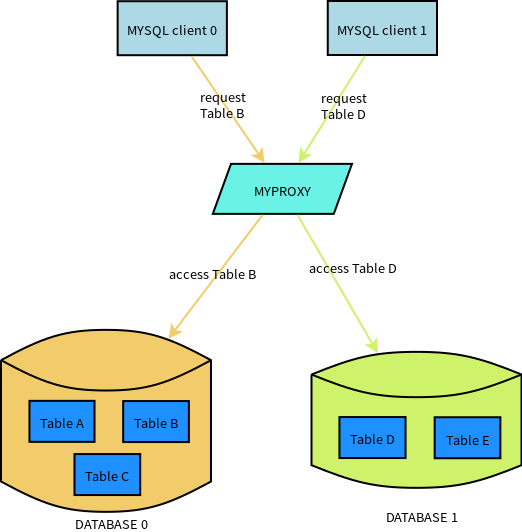 MYSQL client 0
MYSQL client 1
request
Table B
request
Table D
MYPROXY
access Table B
access Table D
Table A
Table B
Table C
Table D
Table E
DATABASE 0
DATABASE 1